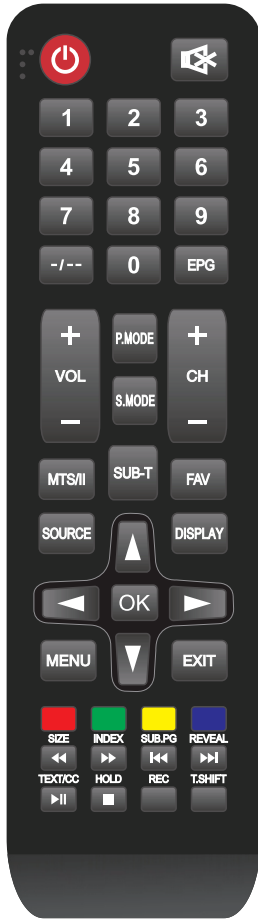 1 2 3
4 5 6
7 8 9
-/-- 0 EPG
+ P.MODE +
VOL CH
S.MODE
- -
MTS/II SUB-T FAV
SOURCE DISPLAY
OK
MENU EXIT
SIZE INDEX SUB.PG REVEAL
TEXT/CC HOLD REC T.SHIFT